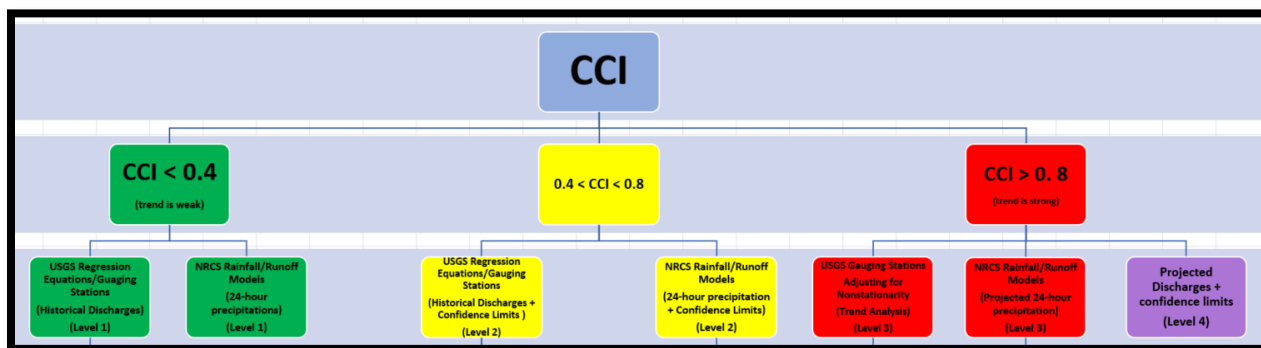 CCI
CCI < 0.4
(trend is weak)
0.4 < CCI < 0.8
CCI > 0. 8
(trend is strong)
USGS Regression
Equations/Guaging
Stations
(Historical Discharges)
(Level 1)
NRCS Rainfall/Runoff
Models
(24-hour
precipitations)
(Level 1)
USGS Regression
Equations/Gauging
Stations
(Historical Discharges +
Confidence Limits )
(Level 2)
NRCS Rainfall/Runoff
Models
(24-hour precipitation
+ Confidence Limits)
(Level 2)
USGS Gauging Stations
Adjusting for
Nonstationarity
(Trend Analysis)
(Level 3)
NRCS Rainfall/Runoff
Models
(Projected 24-hour
precipitation)
(Level 3)
Projected
Discharges +
confidence limits
(Level 4)